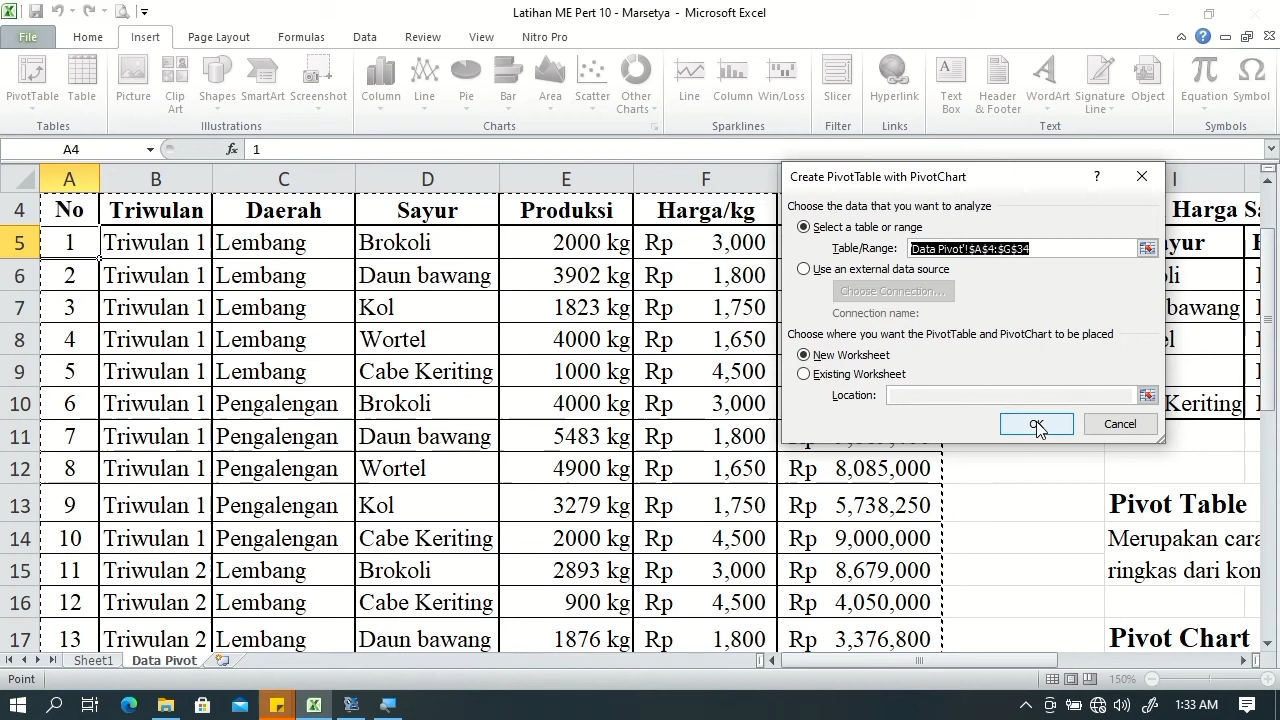 Latihan ME Pert 10 - Marsetya - Microsoft Excel
File Home Insert Page Layout Formulas Data Review View Nitro Pro
PivotTable Table Picture Clip Art Shapes SmartArt Screenshot Column Line Pie Bar Area Scatter Other Charts Line Column Win/Loss Slicer Hyperlink Text Box Header & Footer WordArt Signature Line Object Equation Symbol
Tables Illustrations Charts Sparklines Filter Links Text Symbols
A4 fx 1
A B C D E F I
4 No Triwulan Daerah Sayur Produksi Harga/kg Harga Sa
5 1 Triwulan 1 Lembang Brokoli 2000 kg Rp 3,000 yur
6 2 Triwulan 1 Lembang Daun bawang 3902 kg Rp 1,800
7 3 Triwulan 1 Lembang Kol 1823 kg Rp 1,750 bawang
8 4 Triwulan 1 Lembang Wortel 4000 kg Rp 1,650 el
9 5 Triwulan 1 Lembang Cabe Keriting 1000 kg Rp 4,500
10 6 Triwulan 1 Pengalengan Brokoli 4000 kg Rp 3,000 Keriting
11 7 Triwulan 1 Pengalengan Daun bawang 5483 kg Rp 1,800
12 8 Triwulan 1 Pengalengan Wortel 4900 kg Rp 1,650 Rp 8,085,000
13 9 Triwulan 1 Pengalengan Kol 3279 kg Rp 1,750 Rp 5,738,250 Pivot Table
14 10 Triwulan 1 Pengalengan Cabe Keriting 2000 kg Rp 4,500 Rp 9,000,000 Merupakan cara
15 11 Triwulan 2 Lembang Brokoli 2893 kg Rp 3,000 Rp 8,679,000 ringkas dari kon
16 12 Triwulan 2 Lembang Cabe Keriting 900 kg Rp 4,500 Rp 4,050,000
17 13 Triwulan 2 Lembang Daun bawang 1876 kg Rp 1,800 Rp 3,376,800 Pivot Chart
Create PivotTable with PivotChart ?
Choose the data that you want to analyze
Select a table or range
Table/Range: 'Data Pivot'!$A$4:$G$34
Use an external data source
Choose Connection...
Connection name:
Choose where you want the PivotTable and PivotChart to be placed
New Worksheet
Existing Worksheet
Location:
OK Cancel
Sheet1 Data Pivot
Point 150%
1:33 AM